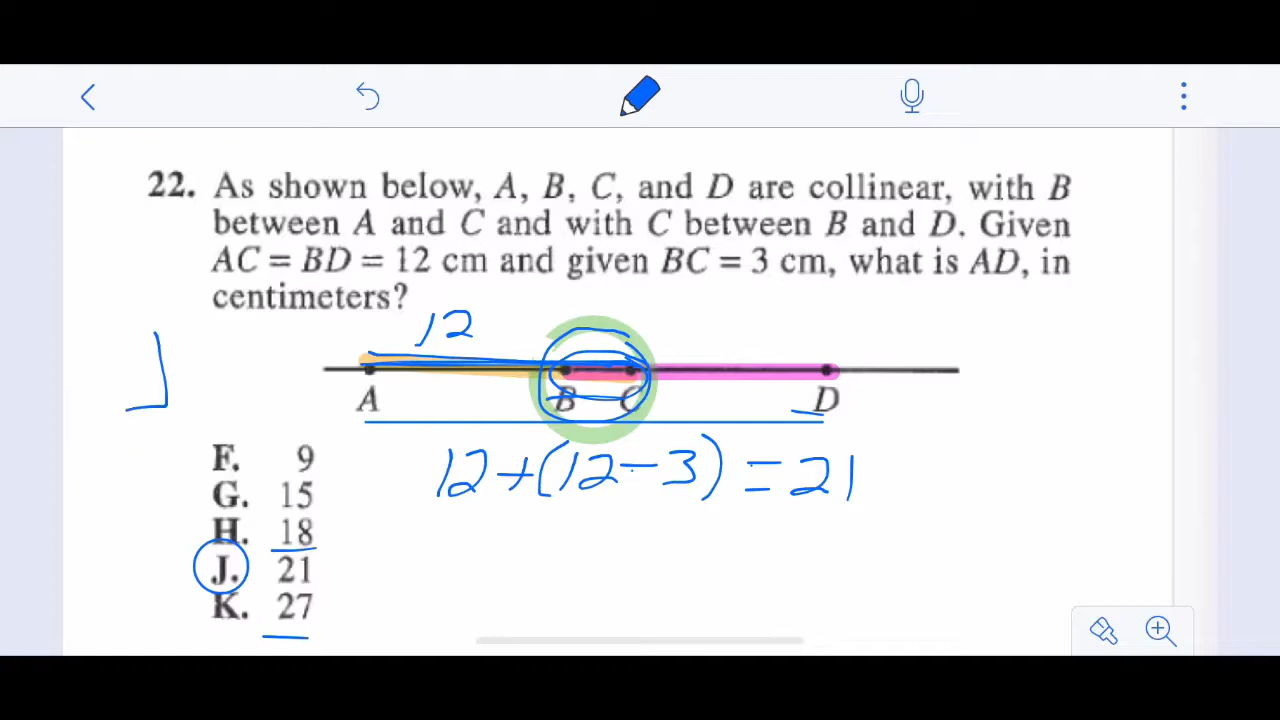 22. As shown below, A, B, C, and D are collinear, with B
between A and C and with C between B and D. Given
AC = BD = 12 cm and given BC = 3 cm, what is AD, in
centimeters?
12
A B C D
12+(12-3) = 21
F. 9
G. 15
H. 18
J. 21
K. 27